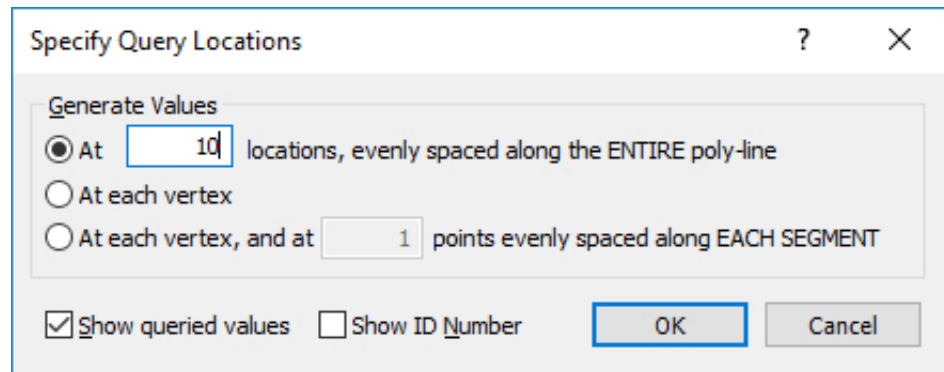 Specify Query Locations ?
Generate Values
At 10 locations, evenly spaced along the ENTIRE poly-line
At each vertex
At each vertex, and at 1 points evenly spaced along EACH SEGMENT
Show queried values Show ID Number OK Cancel